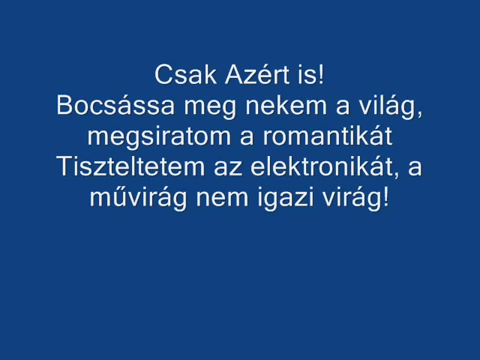 Csak Azért is!
Bocsássa meg nekem a világ,
megsiratom a romantikát
Tiszteltetem az elektronikát, a
művirág nem igazi virág!